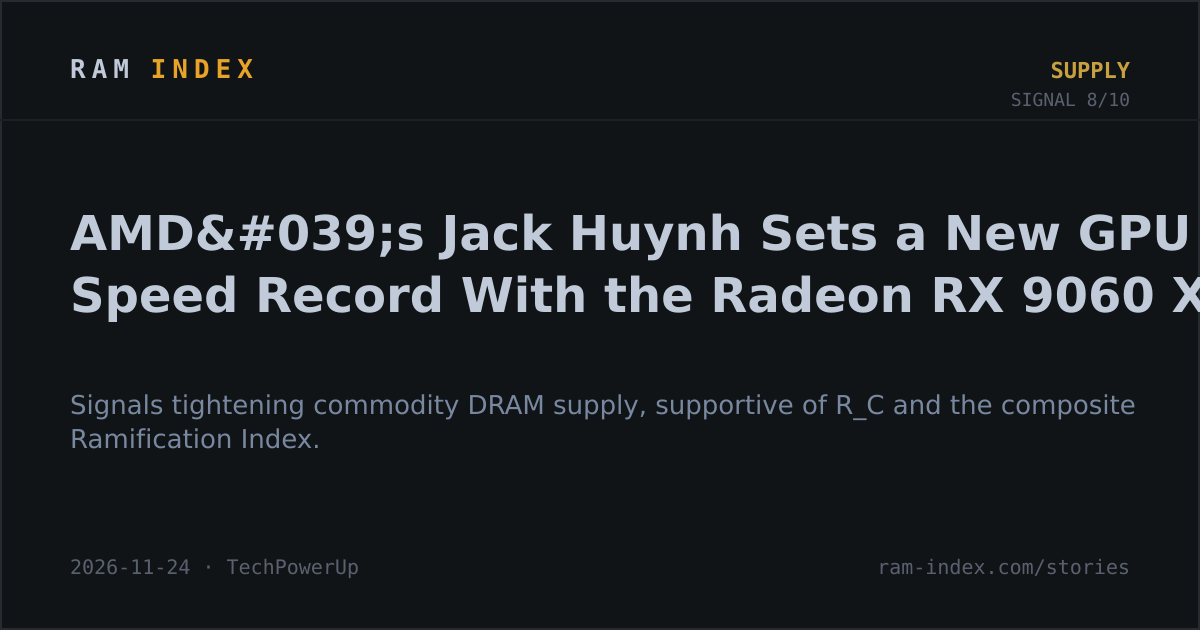 RAM INDEX
SUPPLY
SIGNAL 8/10
AMD&#039;s Jack Huynh Sets a New GPU
Speed Record With the Radeon RX 9060 X
Signals tightening commodity DRAM supply, supportive of R_C and the composite
Ramification Index.
2026-11-24 · TechPowerUp
ram-index.com/stories